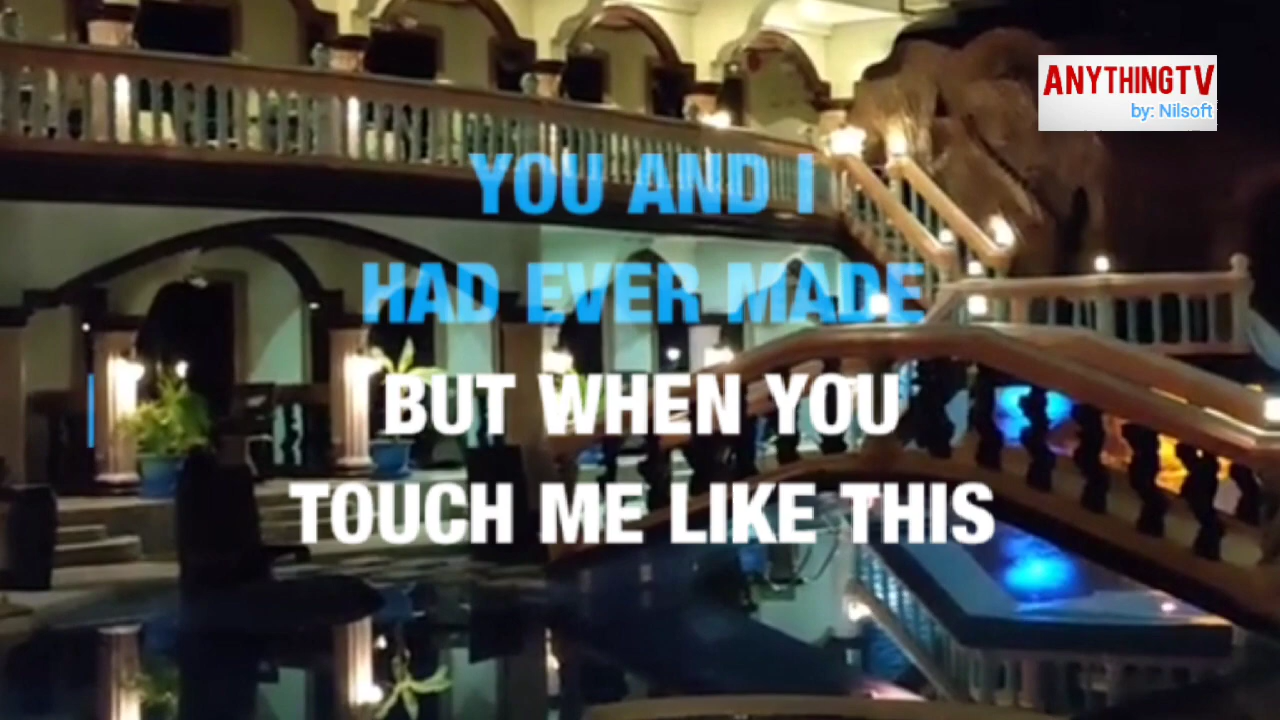 ANYTHINGTV
by: Nilsoft
YOU AND I
HAD EVER MADE
BUT WHEN YOU
TOUCH ME LIKE THIS